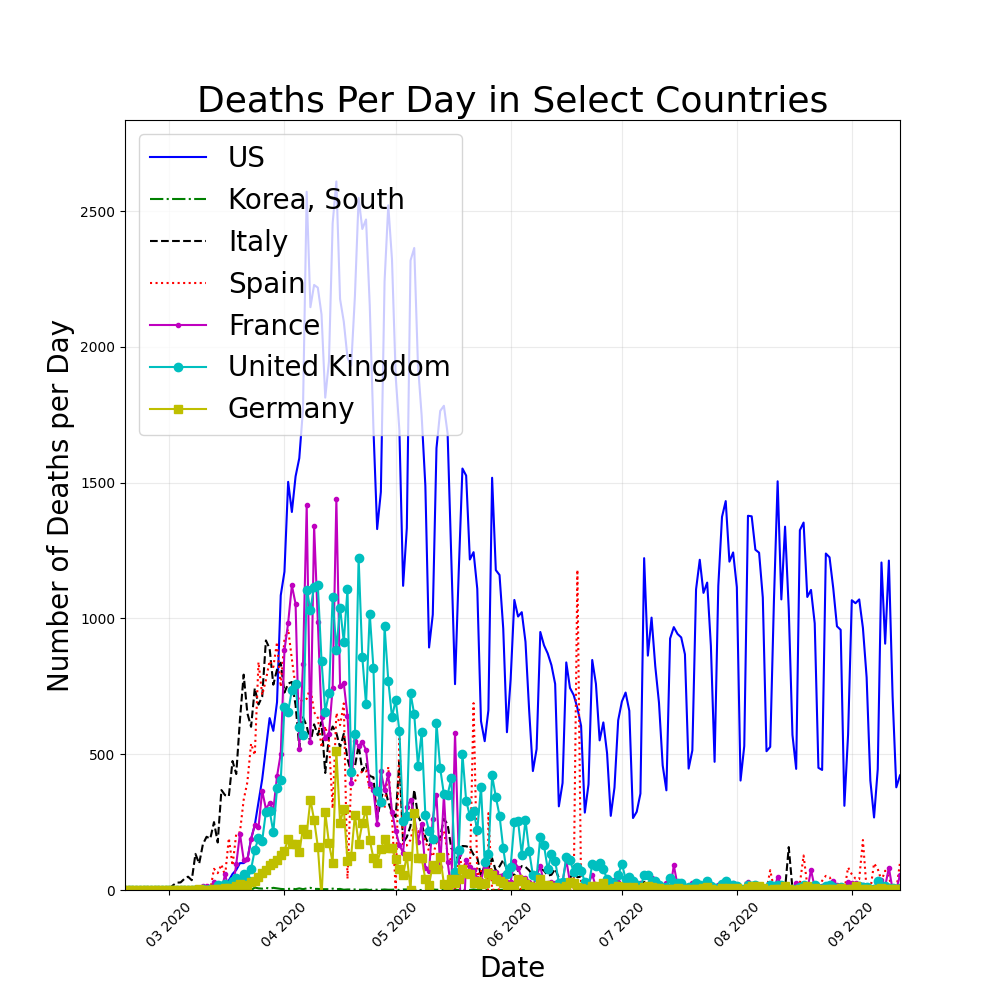 Deaths Per Day in Select Countries
US
Korea, South
Italy
Spain
France
United Kingdom
Germany
Number of Deaths per Day
2500
2000
1500
1000
500
0
03 2020
04 2020
05 2020
06 2020
07 2020
08 2020
09 2020
Date